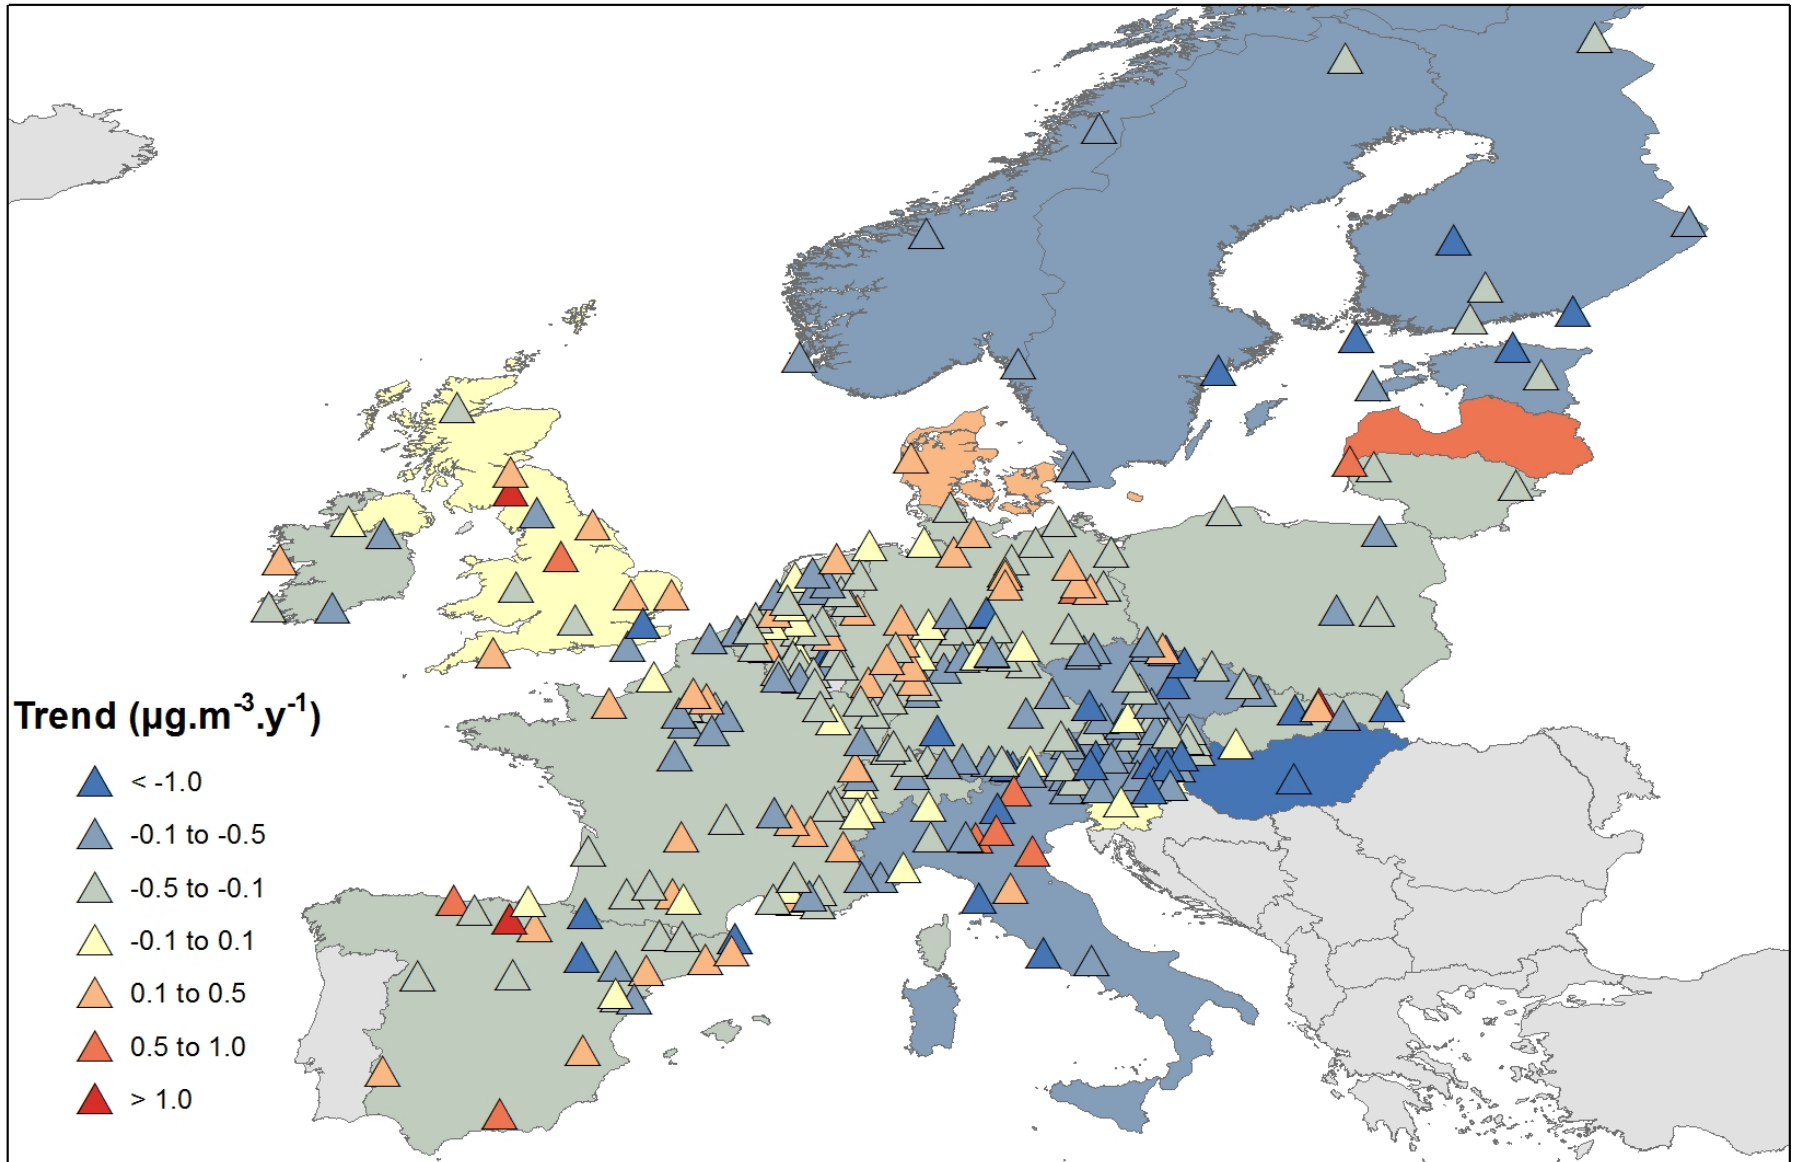 Trend (µg.m-3.y-1)
< -1.0
-0.1 to -0.5
-0.5 to -0.1
-0.1 to 0.1
0.1 to 0.5
0.5 to 1.0
> 1.0